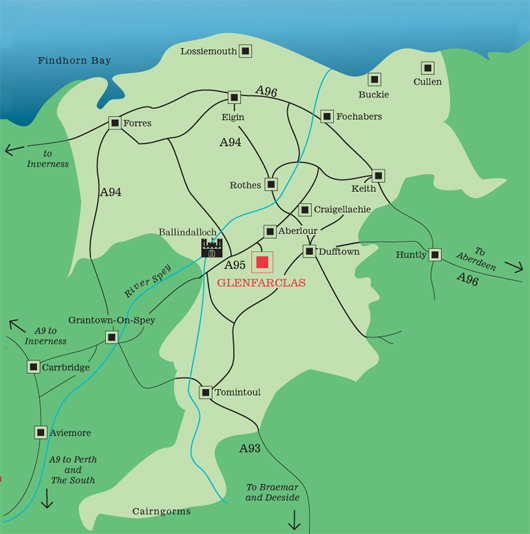 Lossiemouth
Findhorn Bay
Cullen
Buckie
A96
Elgin
Fochabers
Forres
A94
to
Inverness
Rothes
Keith
A94
Craigellachie
Ballindalloch
Aberlour
Dufftown
Huntly
To
Aberdeen
A95
A96
River Spey
GLENFARCLAS
Grantown-On-Spey
A9 to
Inverness
Carrbridge
Tomintoul
Aviemore
A93
A9 to Perth
and
The South
To Braemar
and Deeside
Cairngorms